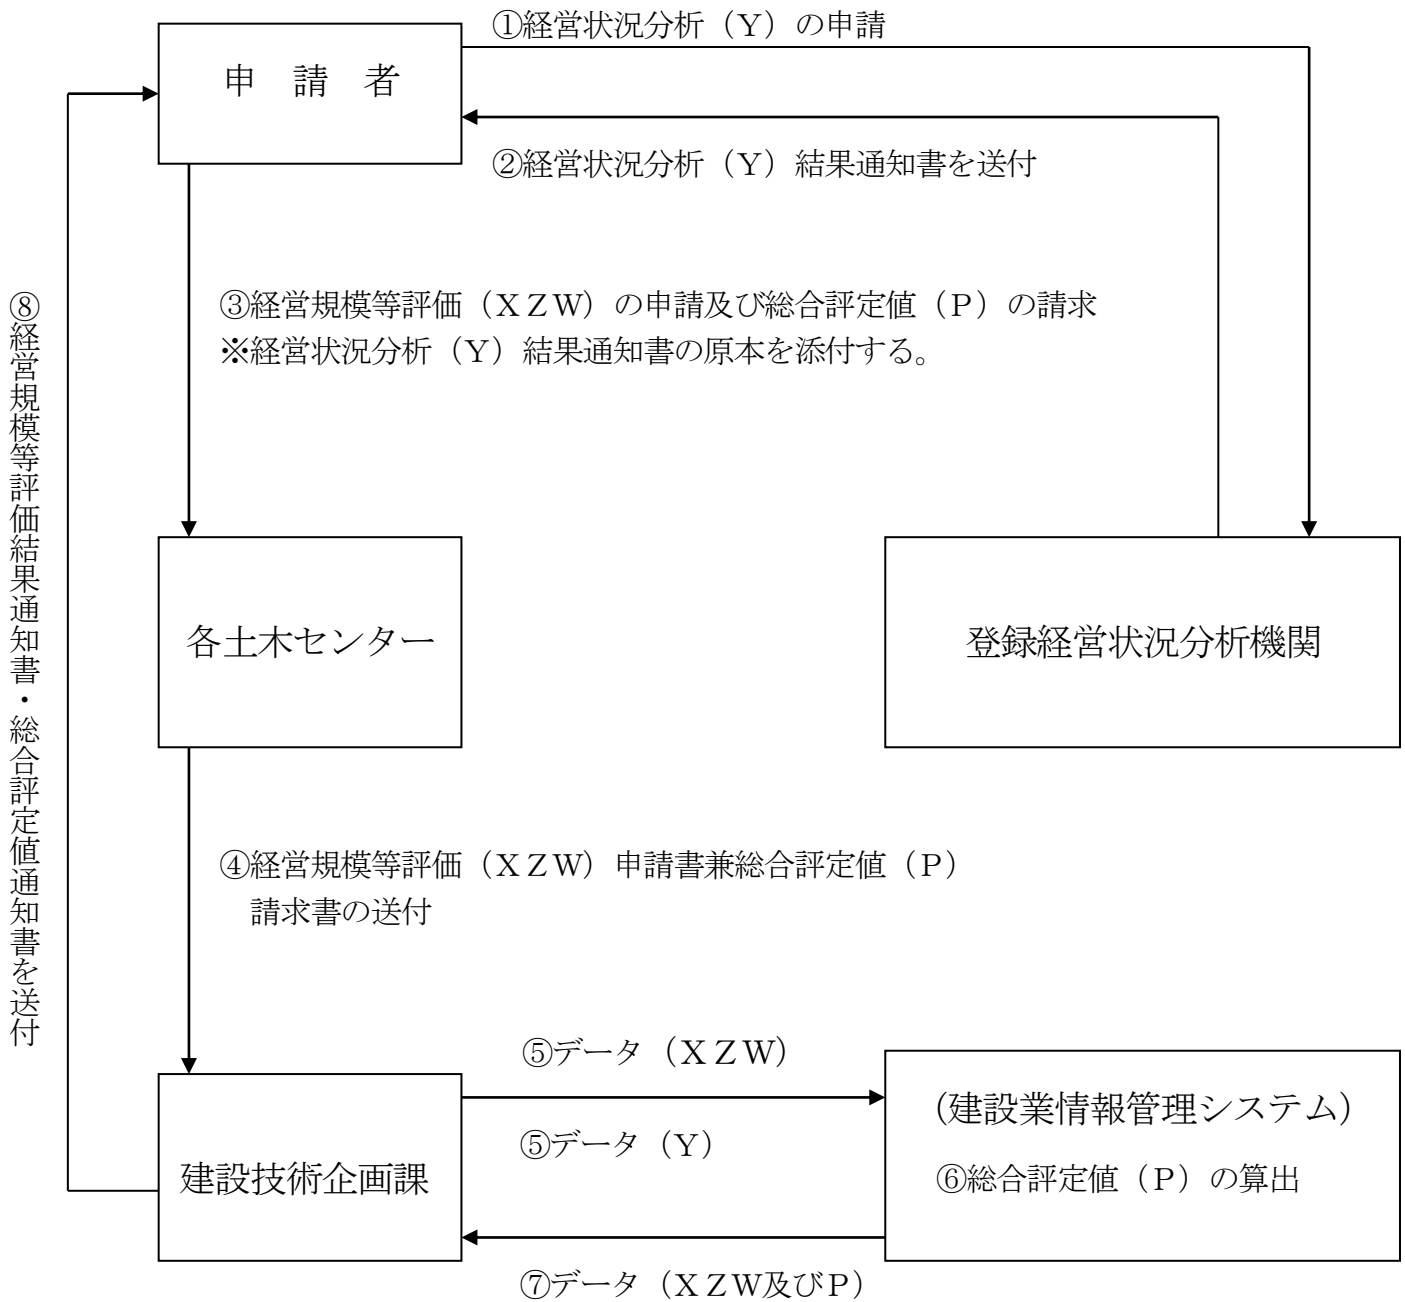 ①経営状況分析（Ｙ）の申請
申　請　者
②経営状況分析（Ｙ）結果通知書を送付
③経営規模等評価（ＸＺＷ）の申請及び総合評定値（Ｐ）の請求
※経営状況分析（Ｙ）結果通知書の原本を添付する。
⑧経営規模等評価結果通知書・総合評定値通知書を送付
各土木センター
登録経営状況分析機関
④経営規模等評価（ＸＺＷ）申請書兼総合評定値（Ｐ）
請求書の送付
⑤データ（ＸＺＷ）
⑤データ（Ｙ）
建設技術企画課
（建設業情報管理システム）
⑥総合評定値（Ｐ）の算出
⑦データ（ＸＺＷ及びＰ）